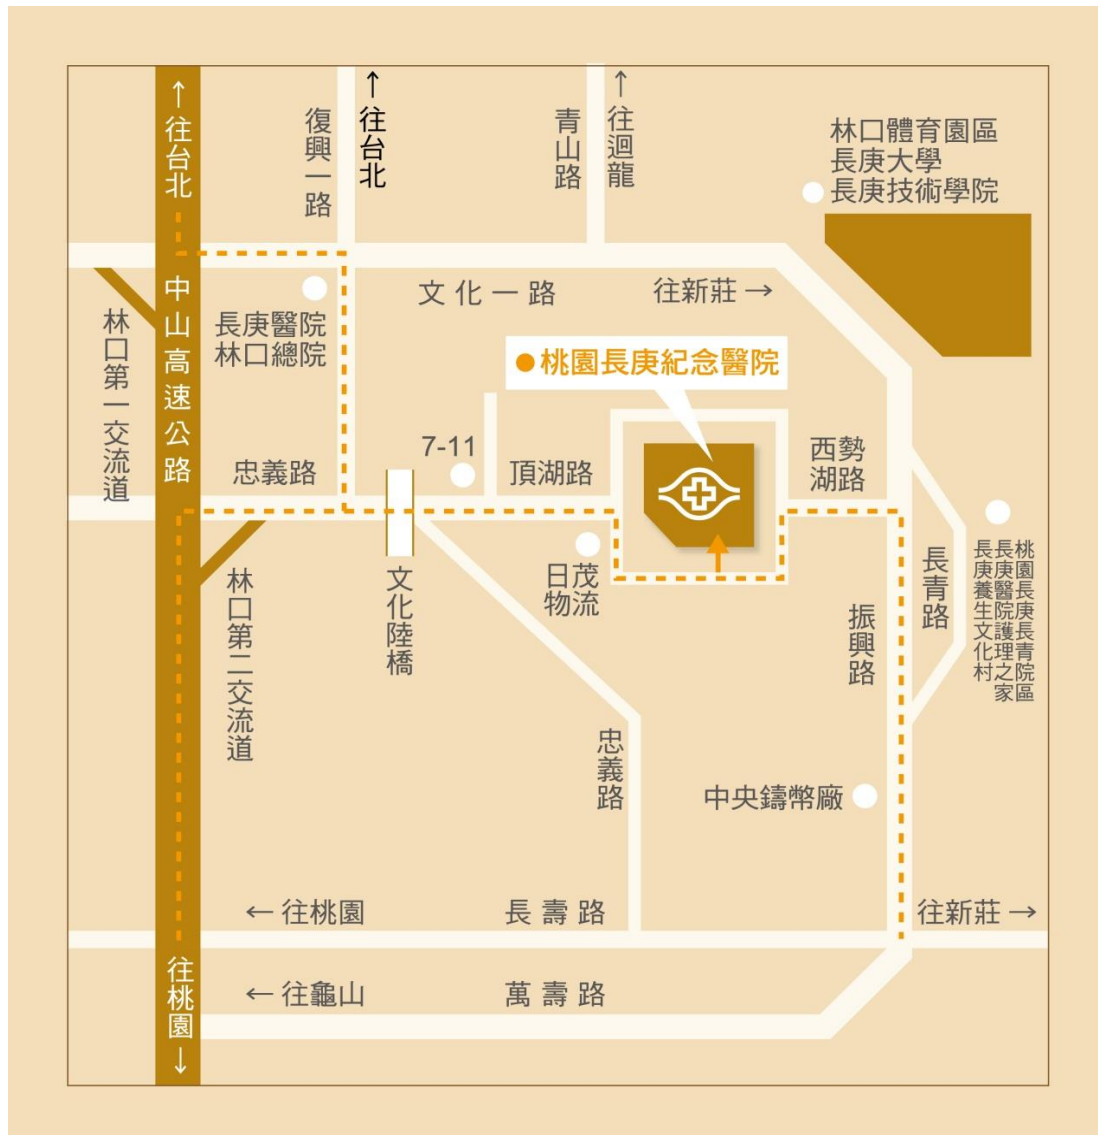 ↑往台北
復興一路
↑往台北
青山路
↑往迴龍
林口體育園區
長庚大學
長庚技術學院
中山高速公路
長庚醫院
林口總院
文化一路
往新莊→
林口第一交流道
桃園長庚紀念醫院
忠義路
7-11
頂湖路
西勢
湖路
林口第二交流道
文化陸橋
日茂
物流
振興路
長青路
桃園長庚長青院區
長庚醫院護理之家
長庚養生文化村
忠義路
中央鑄幣廠
←往桃園
長壽路
往新莊→
往桃園↓
←往龜山
萬壽路